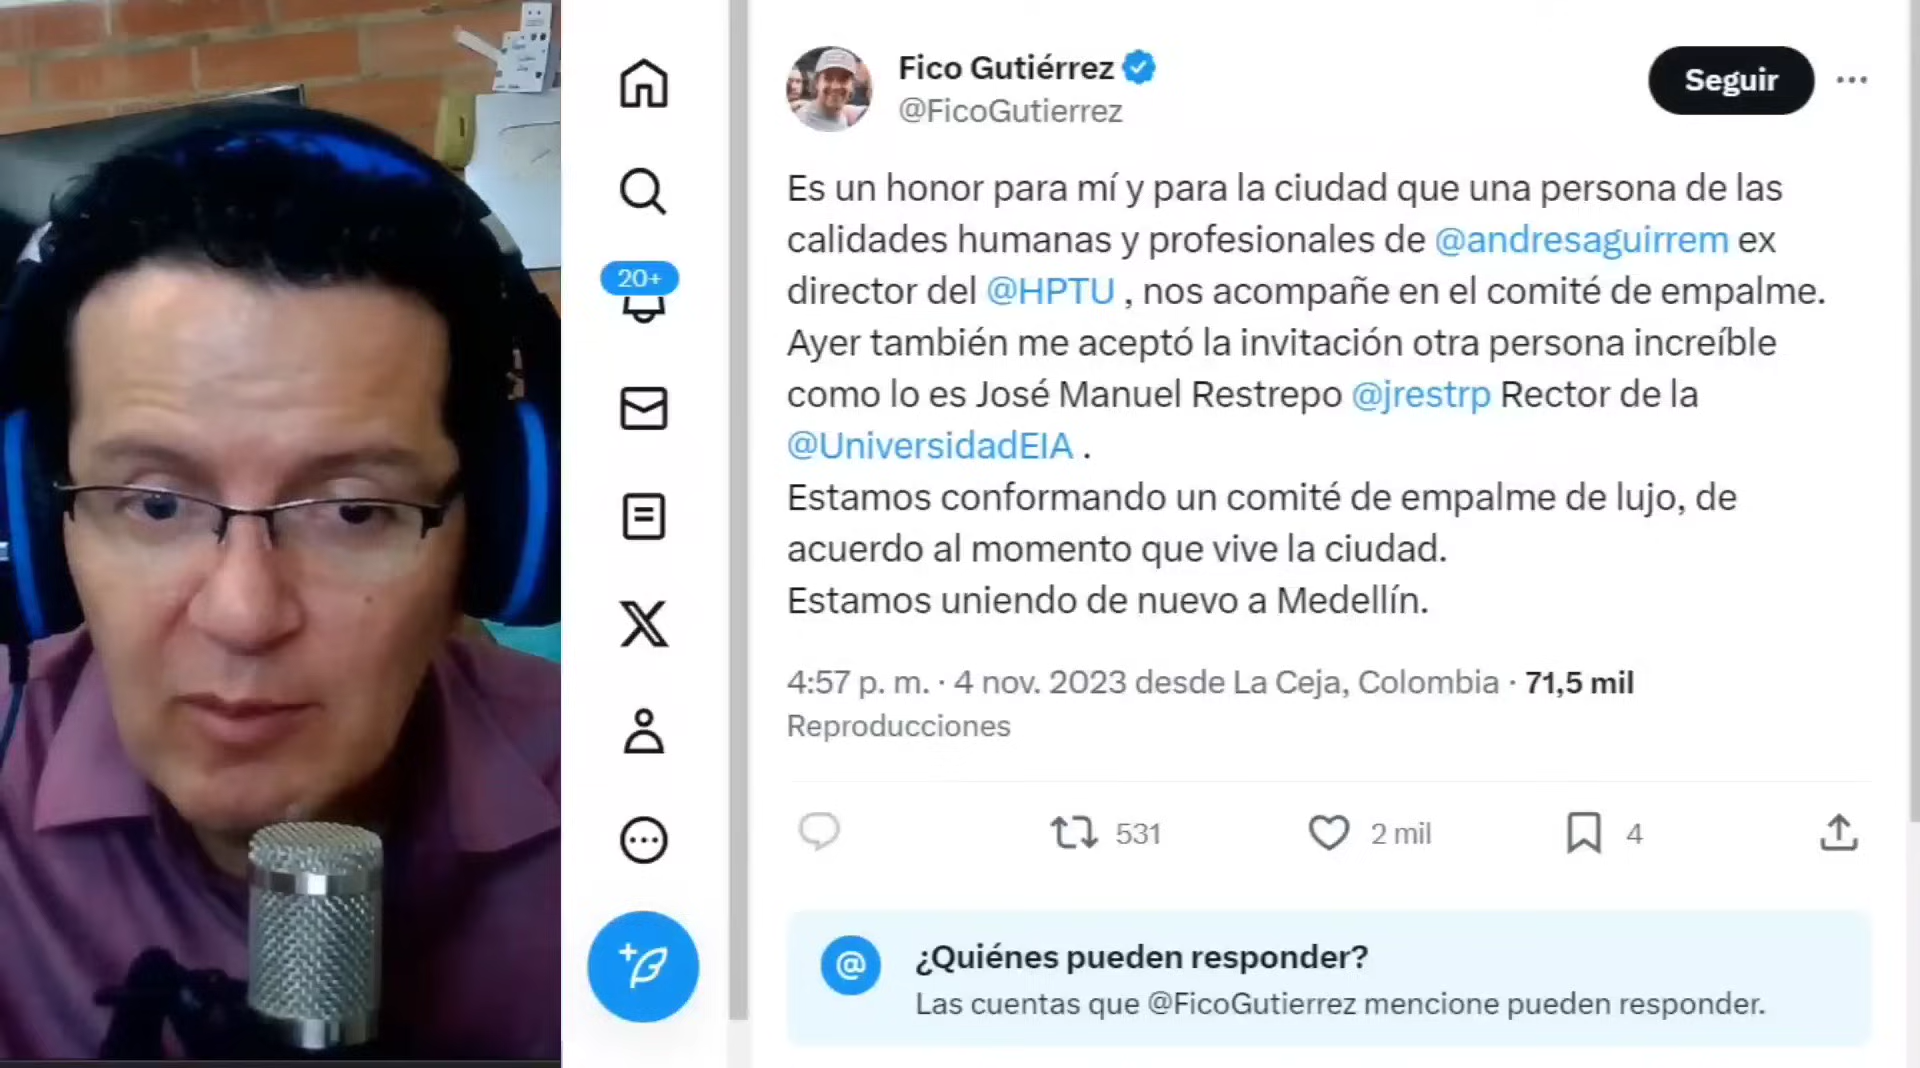 Fico Gutiérrez
@FicoGutierrez
Seguir
20+
Es un honor para mí y para la ciudad que una persona de las
calidades humanas y profesionales de @andresaguirrem ex
director del @HPTU , nos acompañe en el comité de empalme.
Ayer también me aceptó la invitación otra persona increíble
como lo es José Manuel Restrepo @jrestrp Rector de la
@UniversidadEIA .
Estamos conformando un comité de empalme de lujo, de
acuerdo al momento que vive la ciudad.
Estamos uniendo de nuevo a Medellín.
4:57 p. m. · 4 nov. 2023 desde La Ceja, Colombia · 71,5 mil
Reproducciones
531
2 mil
4
@
¿Quiénes pueden responder?
Las cuentas que @FicoGutierrez mencione pueden responder.